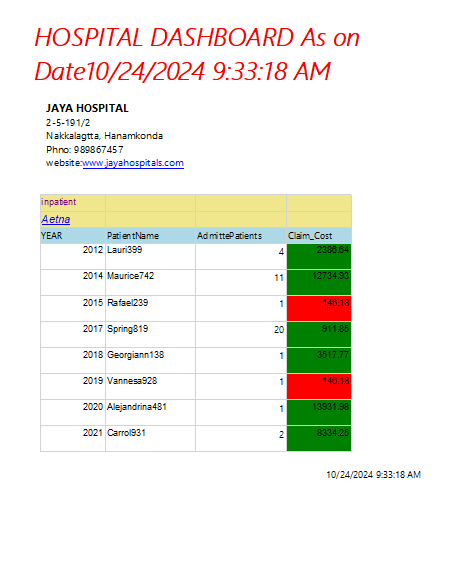 HOSPITAL DASHBOARD As on
Date10/24/2024 9:33:18 AM
JAYA HOSPITAL
2-5-191/2
Nakkalagtta, Hanamkonda
Phno: 989867457
website:www.jayahospitals.com
inpatient
Aetna
YEAR PatientName AdmittePatients Claim_Cost
2012 Lauri399 4 2386.64
2014 Maurice742 11 12734.93
2015 Rafael239 1 146.18
2017 Spring819 20 911.85
2018 Georgiann138 1 3517.77
2019 Vannesa928 1 146.18
2020 Alejandrina481 1 13931.98
2021 Carrol931 2 8334.25
10/24/2024 9:33:18 AM